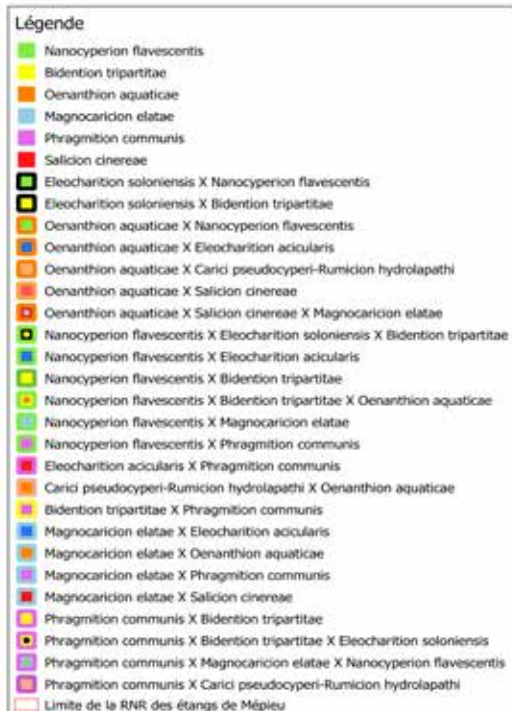 Légende
Nanocyperion flavescentis
Bidention tripartitae
Oenanthion aquaticae
Magnocaricion elatae
Phragmition communis
Salicion cinereae
Eleocharition soloniensis X Nanocyperion flavescentis
Eleocharition soloniensis X Bidention tripartitae
Oenanthion aquaticae X Nanocyperion flavescentis
Oenanthion aquaticae X Eleocharition acicularis
Oenanthion aquaticae X Carici pseudocyperi-Rumicion hydrolapathi
Oenanthion aquaticae X Salicion cinereae
Oenanthion aquaticae X Salicion cinereae X Magnocaricion elatae
Nanocyperion flavescentis X Eleocharition soloniensis X Bidention tripartitae
Nanocyperion flavescentis X Eleocharition acicularis
Nanocyperion flavescentis X Bidention tripartitae
Nanocyperion flavescentis X Bidention tripartitae X Oenanthion aquaticae
Nanocyperion flavescentis X Magnocaricion elatae
Nanocyperion flavescentis X Phragmition communis
Eleocharition acicularis X Phragmition communis
Carici pseudocyperi-Rumicion hydrolapathi X Oenanthion aquaticae
Bidention tripartitae X Phragmition communis
Magnocaricion elatae X Eleocharition acicularis
Magnocaricion elatae X Oenanthion aquaticae
Magnocaricion elatae X Phragmition communis
Magnocaricion elatae X Salicion cinereae
Phragmition communis X Bidention tripartitae
Phragmition communis X Bidention tripartitae X Eleocharition soloniensis
Phragmition communis X Magnocaricion elatae X Nanocyperion flavescentis
Phragmition communis X Carici pseudocyperi-Rumicion hydrolapathi
Limite de la RNR des étangs de Mépieu